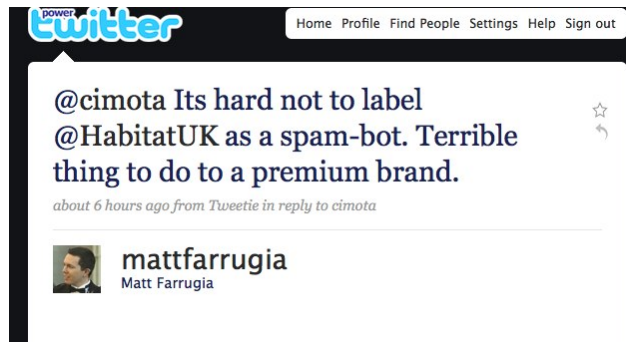 power
twitter
Home Profile Find People Settings Help Sign out
@cimota Its hard not to label
@HabitatUK as a spam-bot. Terrible
thing to do to a premium brand.
about 6 hours ago from Tweetie in reply to cimota
mattfarrugia
Matt Farrugia